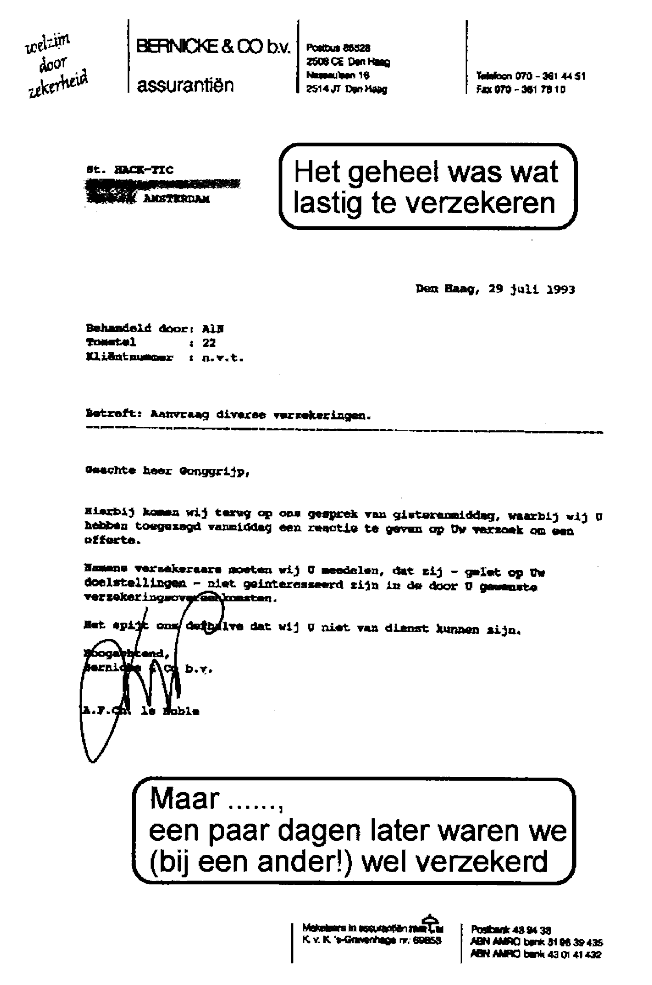 welzijn
door
zekerheid
BERNICKE & CO b.v.
assurantiën
Postbus 85528
2508 CE Den Haag
Nassaulaan 16
2514 JT Den Haag
Telefoon 070 - 361 44 51
Fax 070 - 361 78 10
St. HACK-TIC
AMSTERDAM
Het geheel was wat
lastig te verzekeren
Den Haag, 29 juli 1993
Behandeld door: AlN
Toestel : 22
Kliëntnummer : n.v.t.
Betreft: Aanvraag diverse verzekeringen.
Geachte heer Gonggrijp,
Hierbij komen wij terug op ons gesprek van gisterenmiddag, waarbij wij U
hebben toegezegd vanmiddag een reactie te geven op Uw verzoek om een
offerte.
Namens verzekeraars moeten wij U meedelen, dat zij - gelet op Uw
doelstellingen - niet geinteresseerd zijn in de door U gewenste
verzekeringsovereenkomsten.
Het spijt ons derhalve dat wij U niet van dienst kunnen zijn.
Hoogachtend,
Bernicke & Co b.v.
A.F.Ch. le Noble
Maar ......,
een paar dagen later waren we
(bij een ander!) wel verzekerd
Makelaars in assurantiën
K. v. K. 's-Gravenhage nr. 69858
Postbank 48 94 38
ABN AMRO bank 51 96 39 435
ABN AMRO bank 43 01 41 432